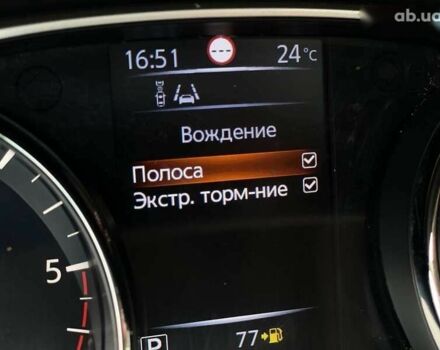 ab.ua
16:51 --- 24 °C
Вождение
Полоса
Экстр. торм-ние
5
P 77